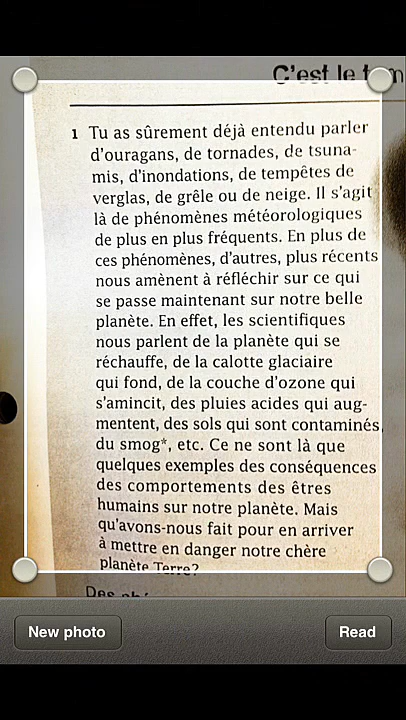 C'est le
1 Tu as sûrement déjà entendu parler
d'ouragans, de tornades, de tsuna-
mis, d'inondations, de tempêtes de
verglas, de grêle ou de neige. Il s'agit
là de phénomènes météorologiques
de plus en plus fréquents. En plus de
ces phénomènes, d'autres, plus récents
nous amènent à réfléchir sur ce qui
se passe maintenant sur notre belle
planète. En effet, les scientifiques
nous parlent de la planète qui se
réchauffe, de la calotte glaciaire
qui fond, de la couche d'ozone qui
s'amincit, des pluies acides qui aug-
mentent, des sols qui sont contaminés,
du smog*, etc. Ce ne sont là que
quelques exemples des conséquences
des comportements des êtres
humains sur notre planète. Mais
qu'avons-nous fait pour en arriver
à mettre en danger notre chère
planète Terre?
Des
New photo
Read